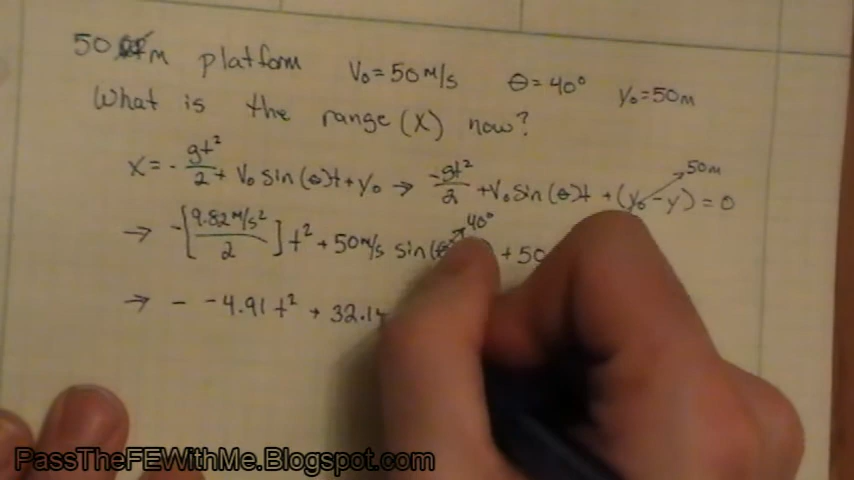 50 m platform V₀ = 50 m/s θ = 40° y₀ = 50m
What is the range (X) now?
X = - gt²/2 + V₀ sin(θ)t + y₀ → -gt²/2 + V₀ sin(θ)t + (y₀ - y) = 0 50m
→ -[9.82 m/s²/2] t² + 50 m/s sin(θ 40° + 50
→ - -4.91 t² + 32.14
PassTheFEWithMe.Blogspot.com